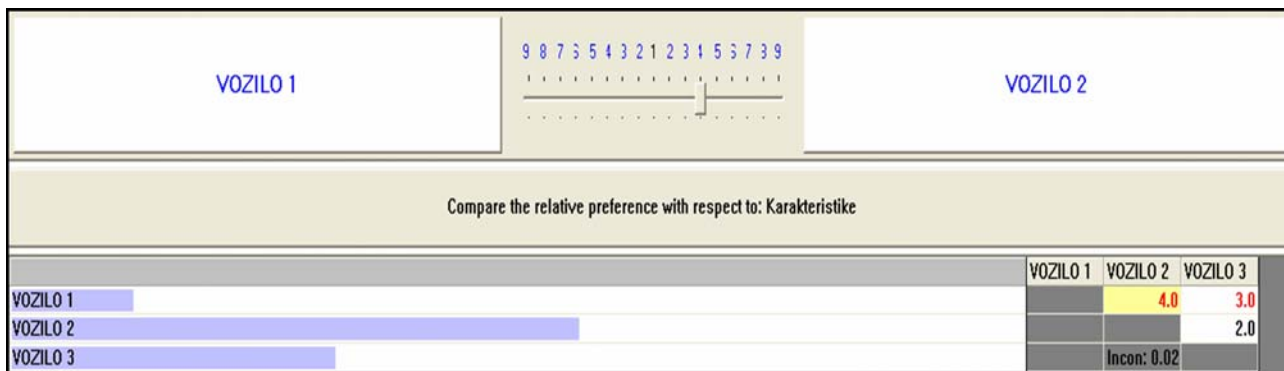 9 8 7 6 5 4 3 2 1 2 3 4 5 6 7 8 9
VOZILO 1
VOZILO 2
Compare the relative preference with respect to: Karakteristike
VOZILO 1 VOZILO 2 VOZILO 3
VOZILO 1 4.0 3.0
VOZILO 2 2.0
VOZILO 3 Incon: 0.02